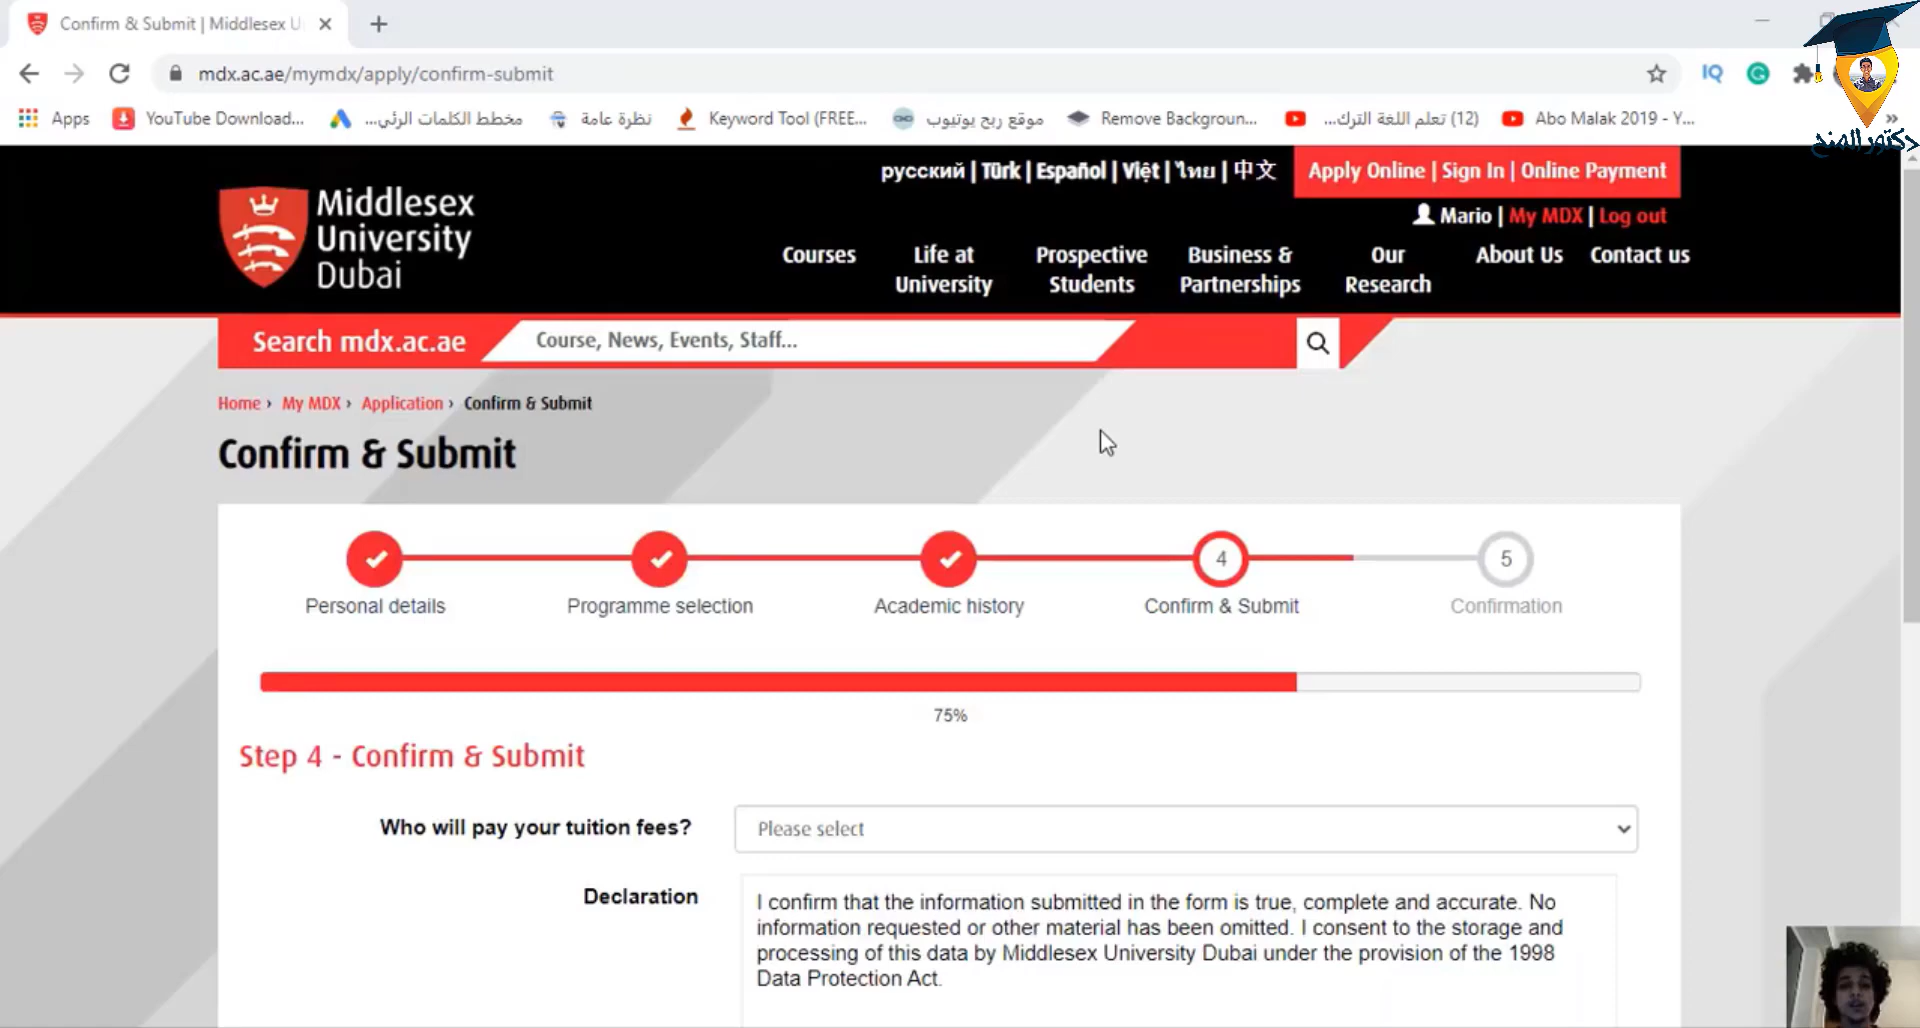 Confirm & Submit | Middlesex U
mdx.ac.ae/mymdx/apply/confirm-submit
IQ
Apps
YouTube Download...
مخطط الكلمات الرئي...
نظرة عامة
Keyword Tool (FREE...
موقع ربح يوتيوب
Remove Backgroun...
(12) تعلم اللغة الترك...
Abo Malak 2019 - Y...
»
دكتور المنح
русский | Türk | Español | Việt | ไทย | 中文
Apply Online | Sign In | Online Payment
Mario | My MDX | Log out
Middlesex
University
Dubai
Courses
Life at
University
Prospective
Students
Business &
Partnerships
Our
Research
About Us
Contact us
Search mdx.ac.ae
Course, News, Events, Staff...
Home › My MDX › Application › Confirm & Submit
Confirm & Submit
4
5
Personal details
Programme selection
Academic history
Confirm & Submit
Confirmation
75%
Step 4 - Confirm & Submit
Who will pay your tuition fees?
Please select
Declaration
I confirm that the information submitted in the form is true, complete and accurate. No
information requested or other material has been omitted. I consent to the storage and
processing of this data by Middlesex University Dubai under the provision of the 1998
Data Protection Act.